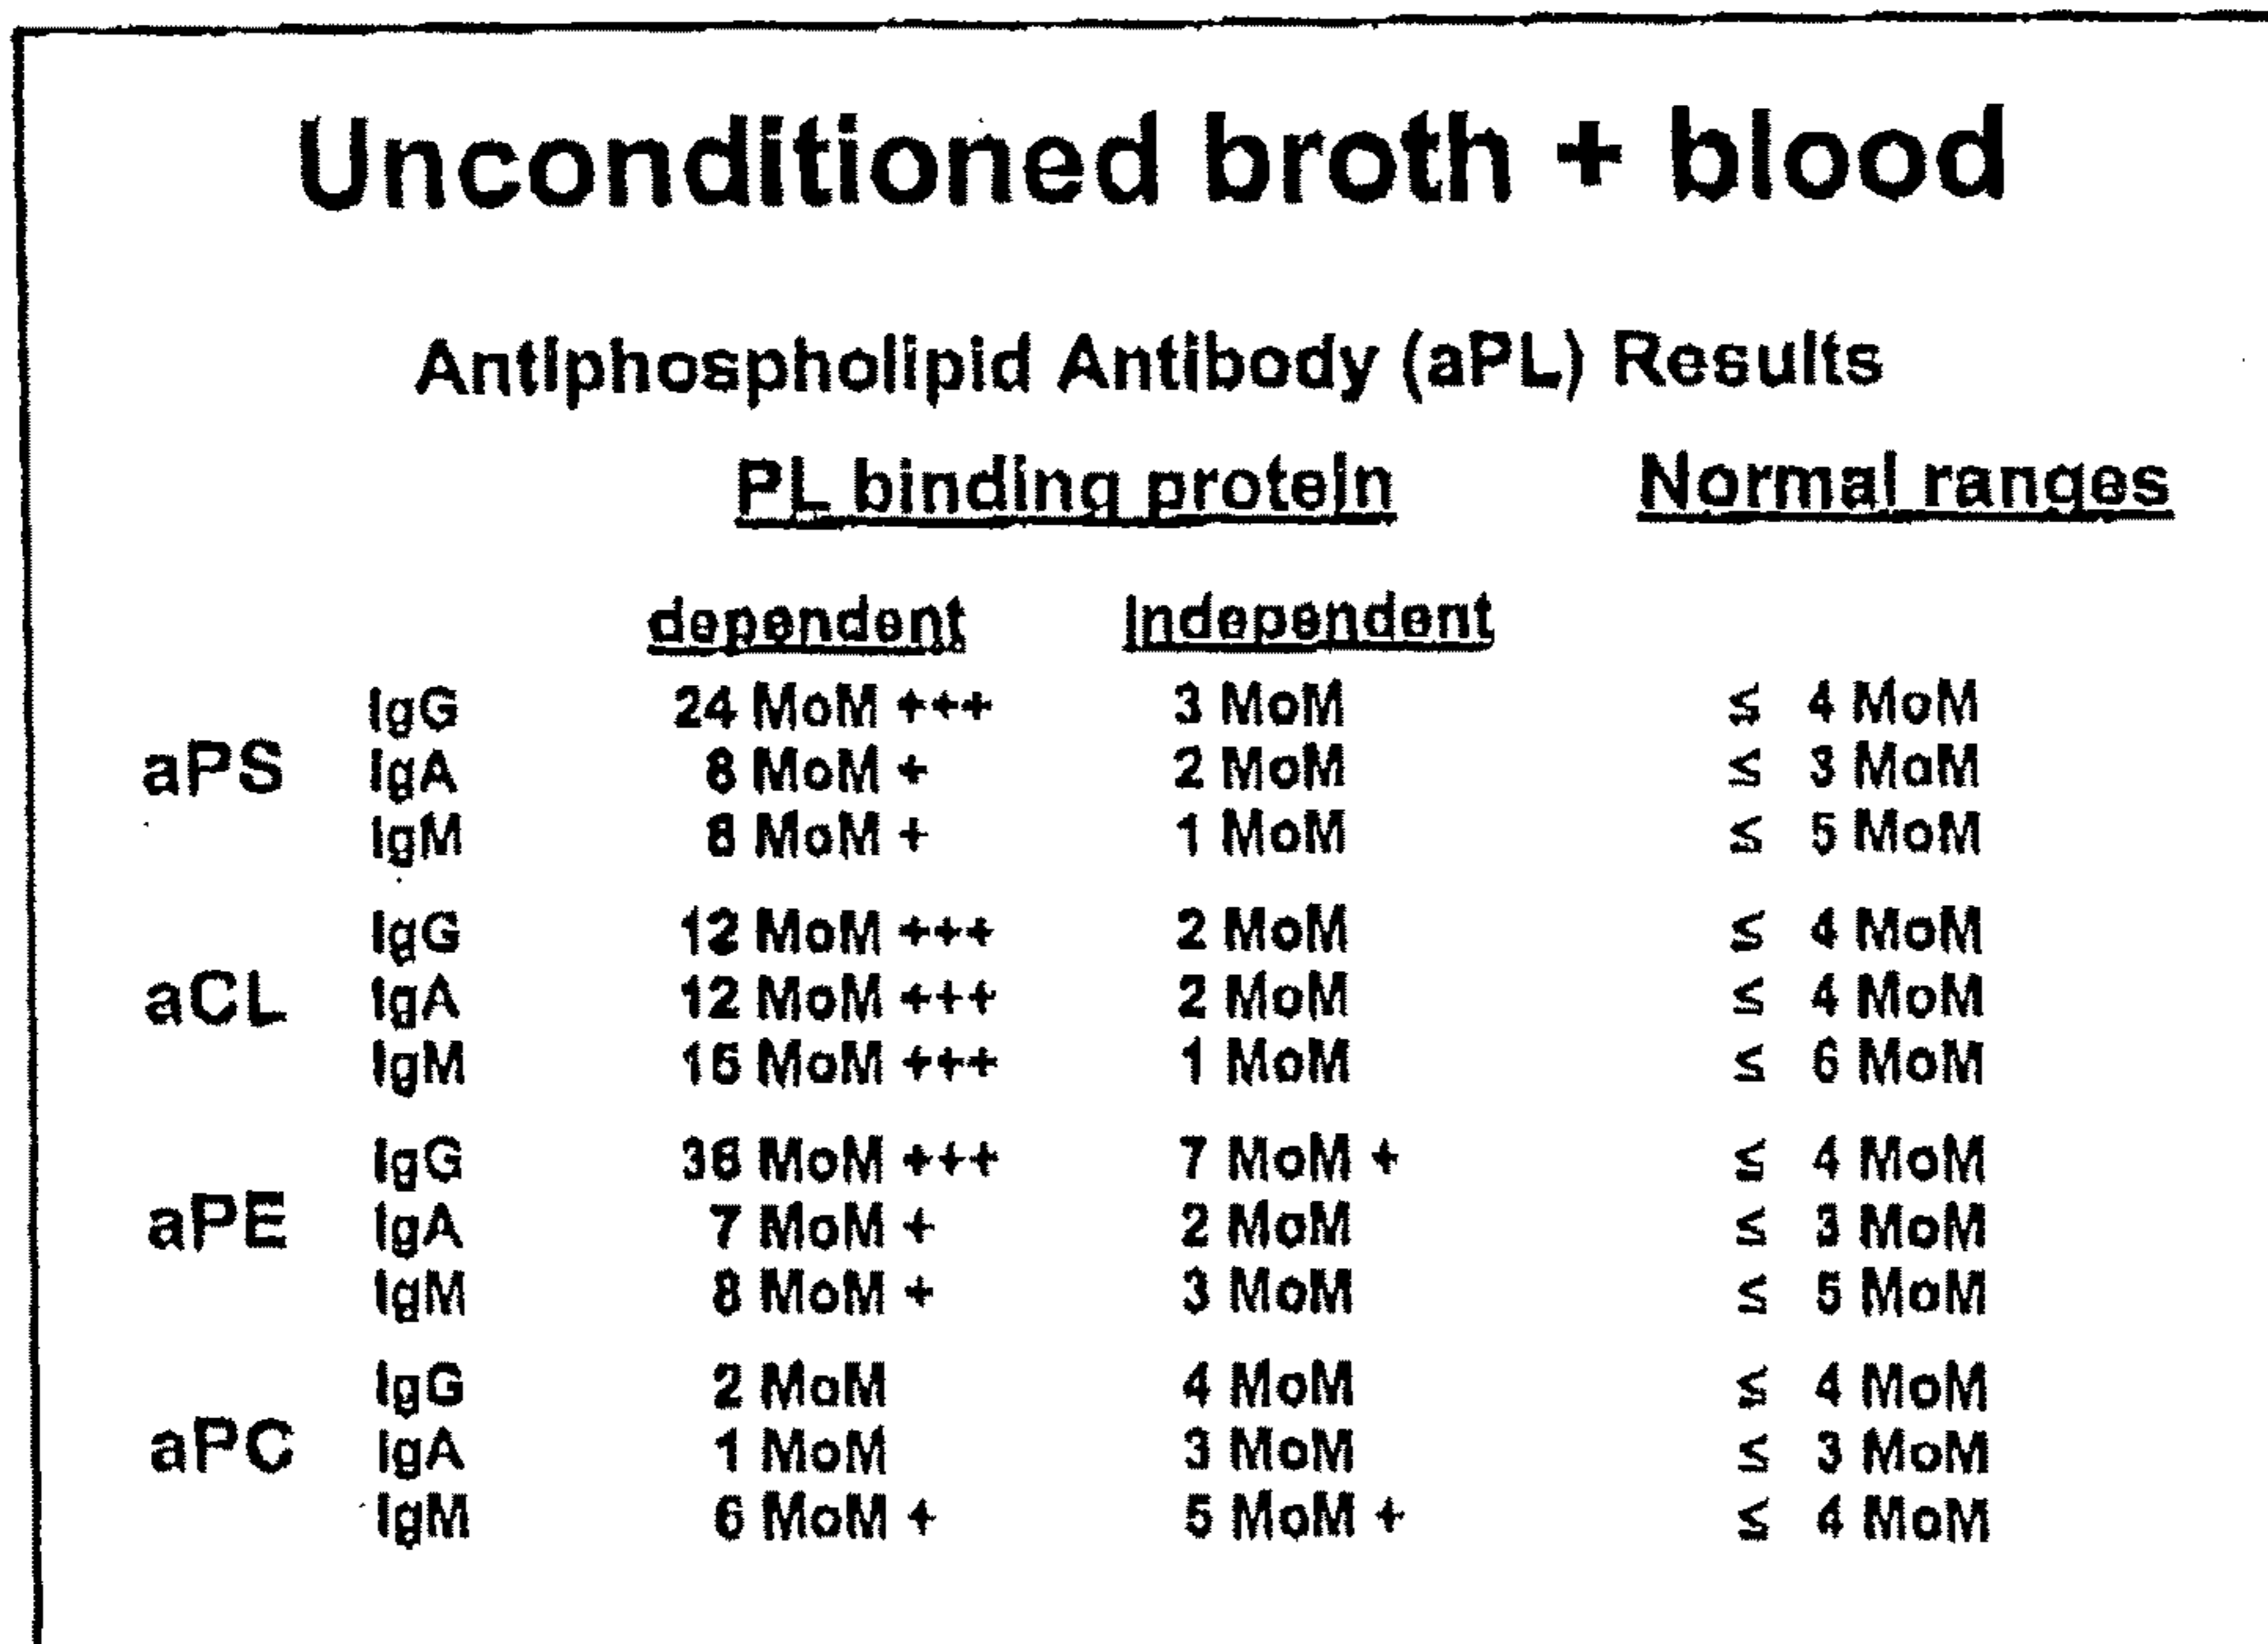 Unconditioned broth + blood
Antiphospholipid Antibody (aPL) Results
PL binding protein Normal ranges
dependent Independent
IgG 24 MoM +++ 3 MoM ≤ 4 MoM
aPS IgA 8 MoM + 2 MoM ≤ 3 MoM
IgM 8 MoM + 1 MoM ≤ 5 MoM
IgG 12 MoM +++ 2 MoM ≤ 4 MoM
aCL IgA 12 MoM +++ 2 MoM ≤ 4 MoM
IgM MoM +++ 1 MoM ≤ 6 MoM
IgG 36 MoM +++ 7 MoM + ≤ 4 MoM
aPE IgA 7 MoM + 2 MoM ≤ 3 MoM
IgM 8 MoM + 3 MoM ≤ 5 MoM
IgG 2 MoM 4 MoM ≤ 4 MoM
aPC IgA 1 MoM 3 MoM ≤ 3 MoM
IgM 6 MoM + 5 MoM + ≤ 4 MoM